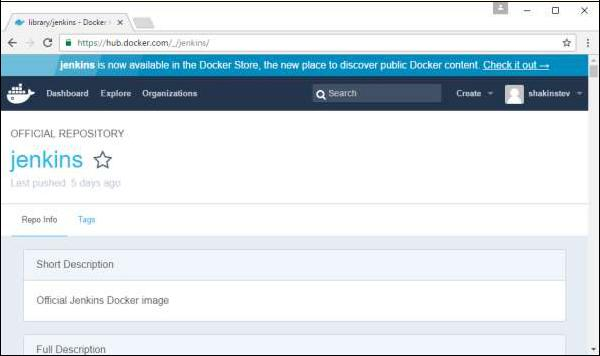 library/jenkins - Docker
https://hub.docker.com/_/jenkins/
jenkins is now available in the Docker Store, the new place to discover public Docker content. Check it out →
Dashboard Explore Organizations Search Create shakinstev
OFFICIAL REPOSITORY
jenkins
Last pushed: 5 days ago
Repo Info Tags
Short Description
Official Jenkins Docker image
Full Description